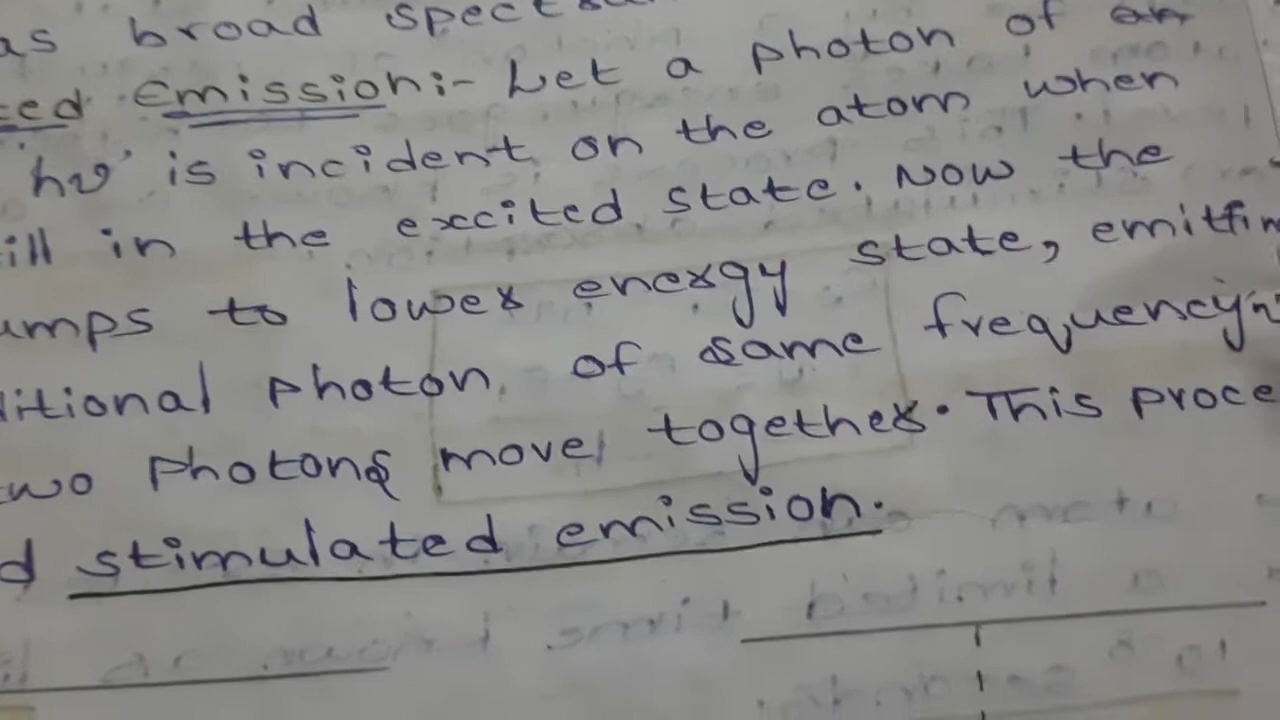 as broad
ted Emission:- Let a photon of an
hν' is incident on the atom when
ill in the excited state. Now the
umps to lower energy state, emittin
ditional photon of same frequency
two photons move together. This proce
d stimulated emission.